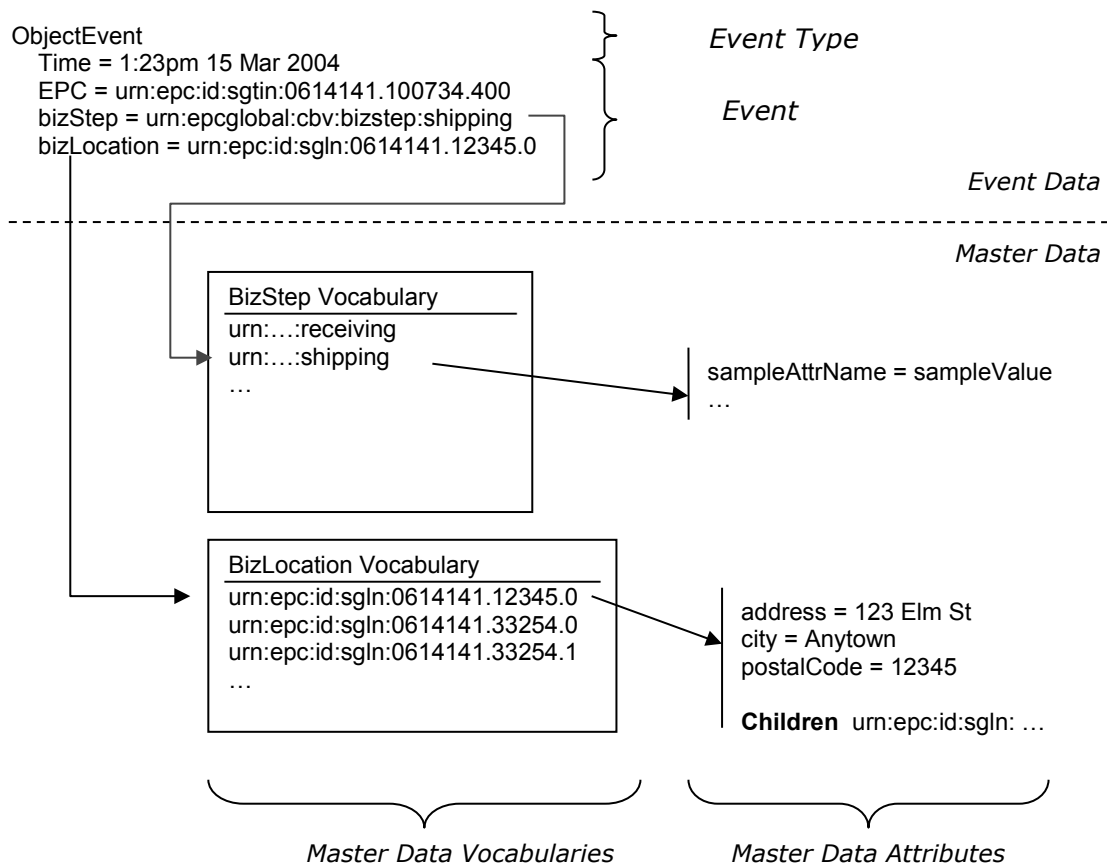 ObjectEvent
Time = 1:23pm 15 Mar 2004
EPC = urn:epc:id:sgtin:0614141.100734.400
bizStep = urn:epcglobal:cbv:bizstep:shipping
bizLocation = urn:epc:id:sgln:0614141.12345.0
Event Type
Event
Event Data
Master Data
BizStep Vocabulary
urn:…:receiving
urn:…:shipping
…
sampleAttrName = sampleValue
…
BizLocation Vocabulary
urn:epc:id:sgln:0614141.12345.0
urn:epc:id:sgln:0614141.33254.0
urn:epc:id:sgln:0614141.33254.1
…
address = 123 Elm St
city = Anytown
postalCode = 12345
Children urn:epc:id:sgln: …
Master Data Vocabularies
Master Data Attributes